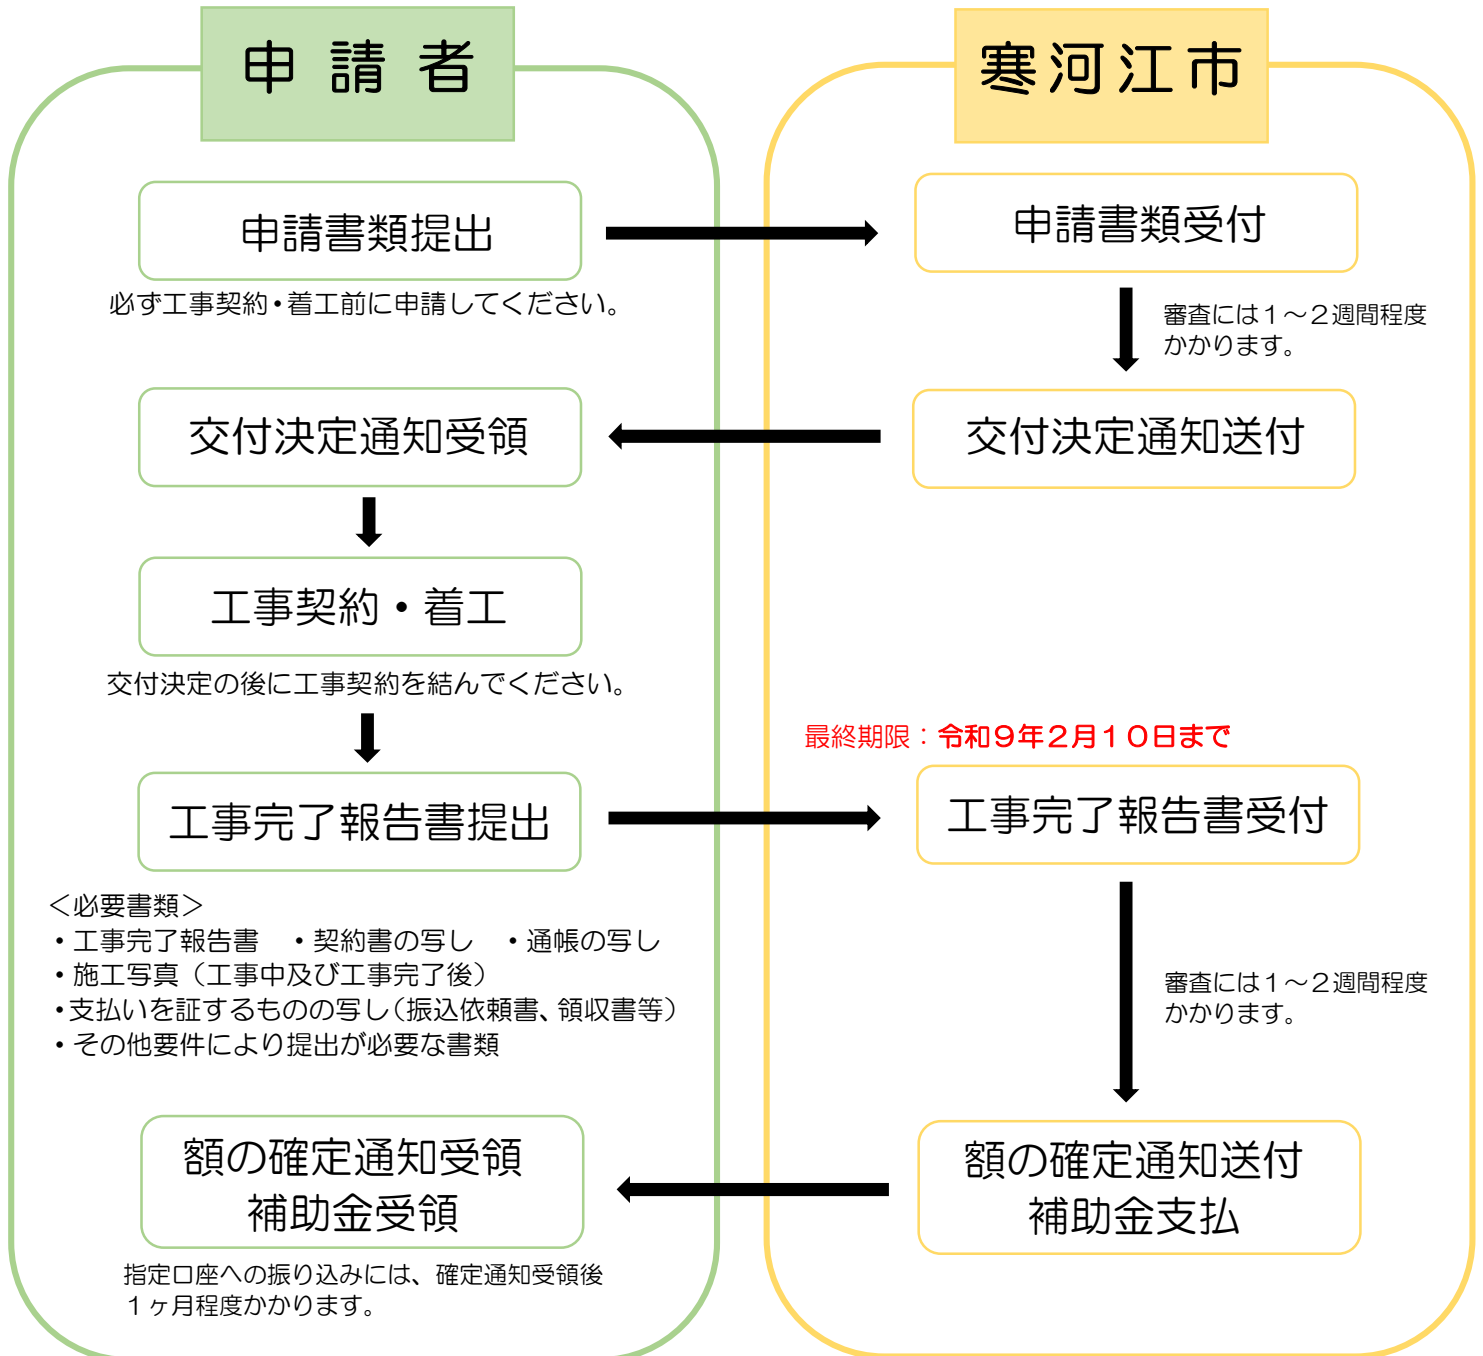 申請者
寒河江市
申請書類提出
申請書類受付
必ず工事契約・着工前に申請してください。
審査には１～２週間程度
かかります。
交付決定通知受領
交付決定通知送付
工事契約・着工
交付決定の後に工事契約を結んでください。
最終期限：令和９年２月１０日まで
工事完了報告書提出
工事完了報告書受付
＜必要書類＞
・工事完了報告書　・契約書の写し　・通帳の写し
・施工写真（工事中及び工事完了後）
・支払いを証するものの写し（振込依頼書、領収書等）
・その他要件により提出が必要な書類
審査には１～２週間程度
かかります。
額の確定通知受領
補助金受領
額の確定通知送付
補助金支払
指定口座への振り込みには、確定通知受領後
１ヶ月程度かかります。